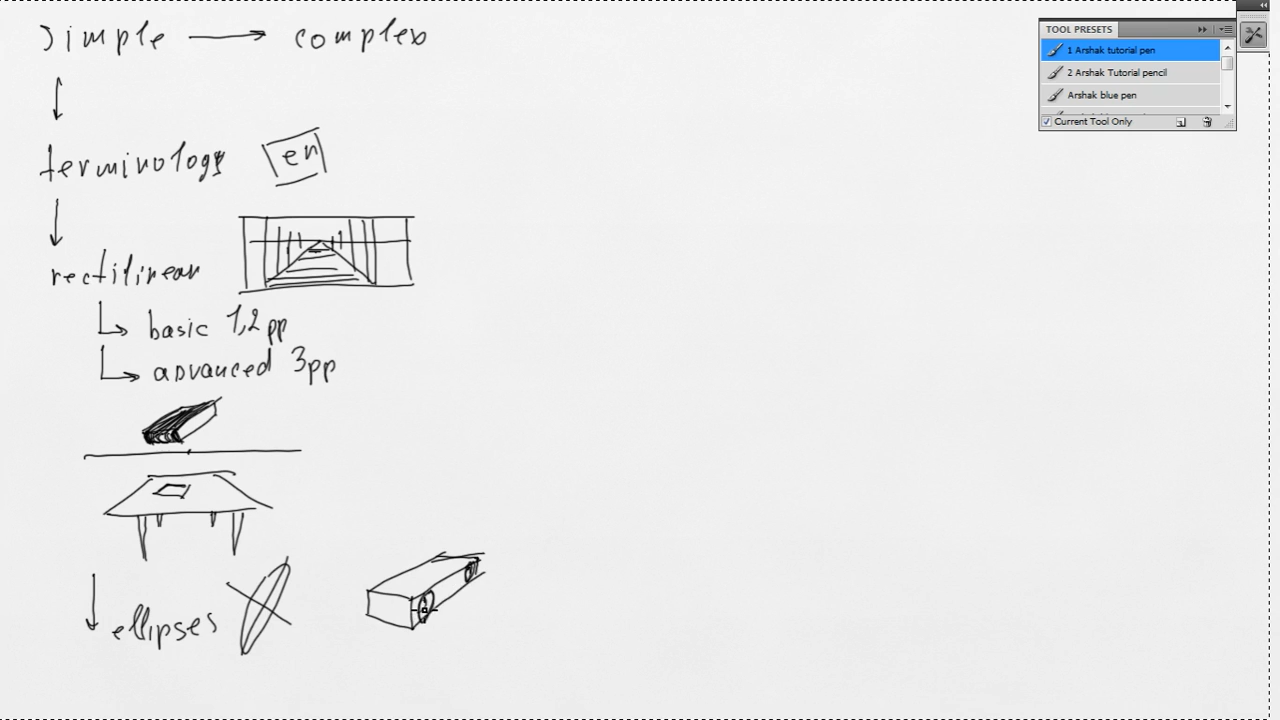 simple → complex
terminology en
rectilinear
basic 1,2pp
advanced 3pp
ellipses
TOOL PRESETS
1 Arshak tutorial pen
2 Arshak Tutorial pencil
Arshak blue pen
Current Tool Only